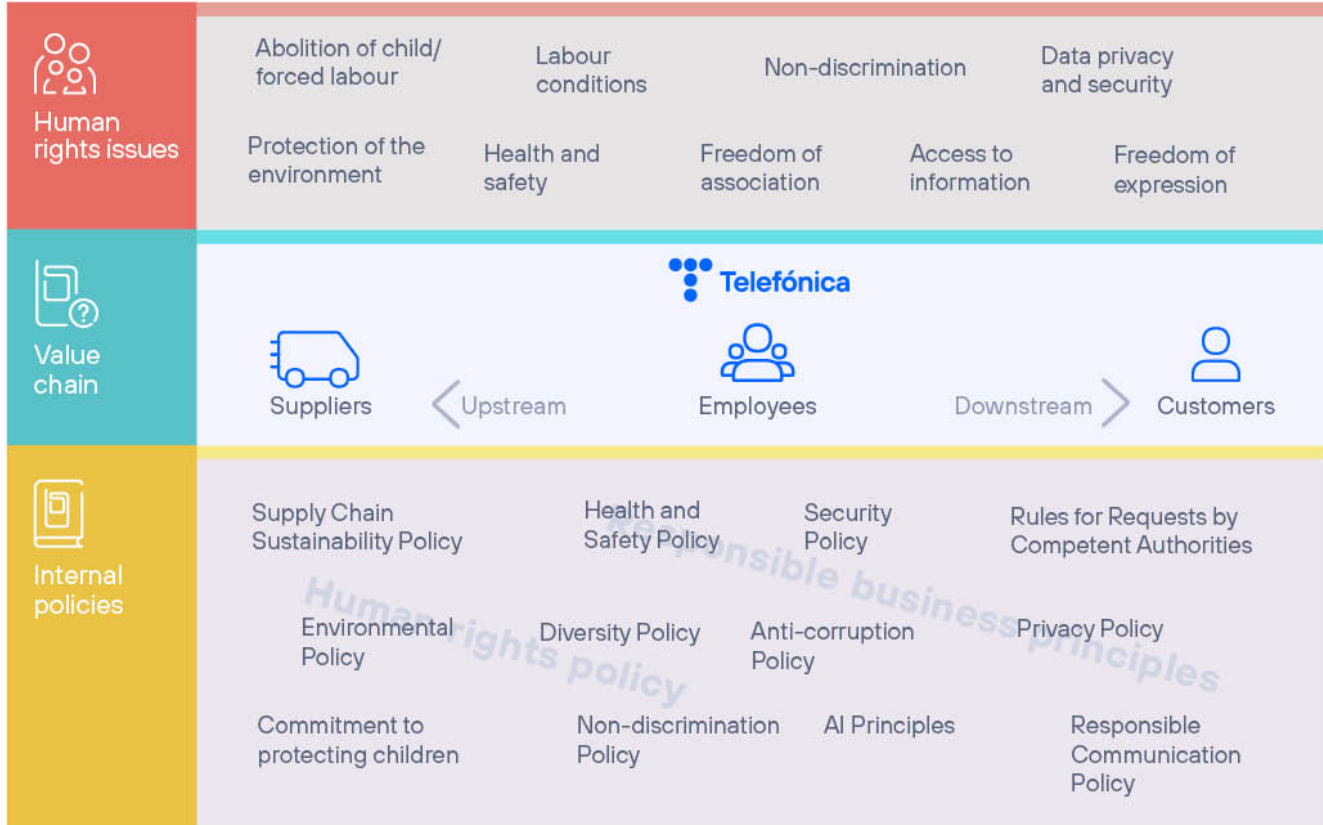 Human
rights issues
Abolition of child/
forced labour
Labour
conditions
Non-discrimination
Data privacy
and security
Protection of the
environment
Health and
safety
Freedom of
association
Access to
information
Freedom of
expression
Value
chain
Telefónica
Suppliers
Upstream
Employees
Downstream
Customers
Internal
policies
Supply Chain
Sustainability Policy
Health and
Safety Policy
Security
Policy
Rules for Requests by
Competent Authorities
Responsible business principles
Human rights policy
Environmental
Policy
Diversity Policy
Anti-corruption
Policy
Privacy Policy
Commitment to
protecting children
Non-discrimination
Policy
AI Principles
Responsible
Communication
Policy